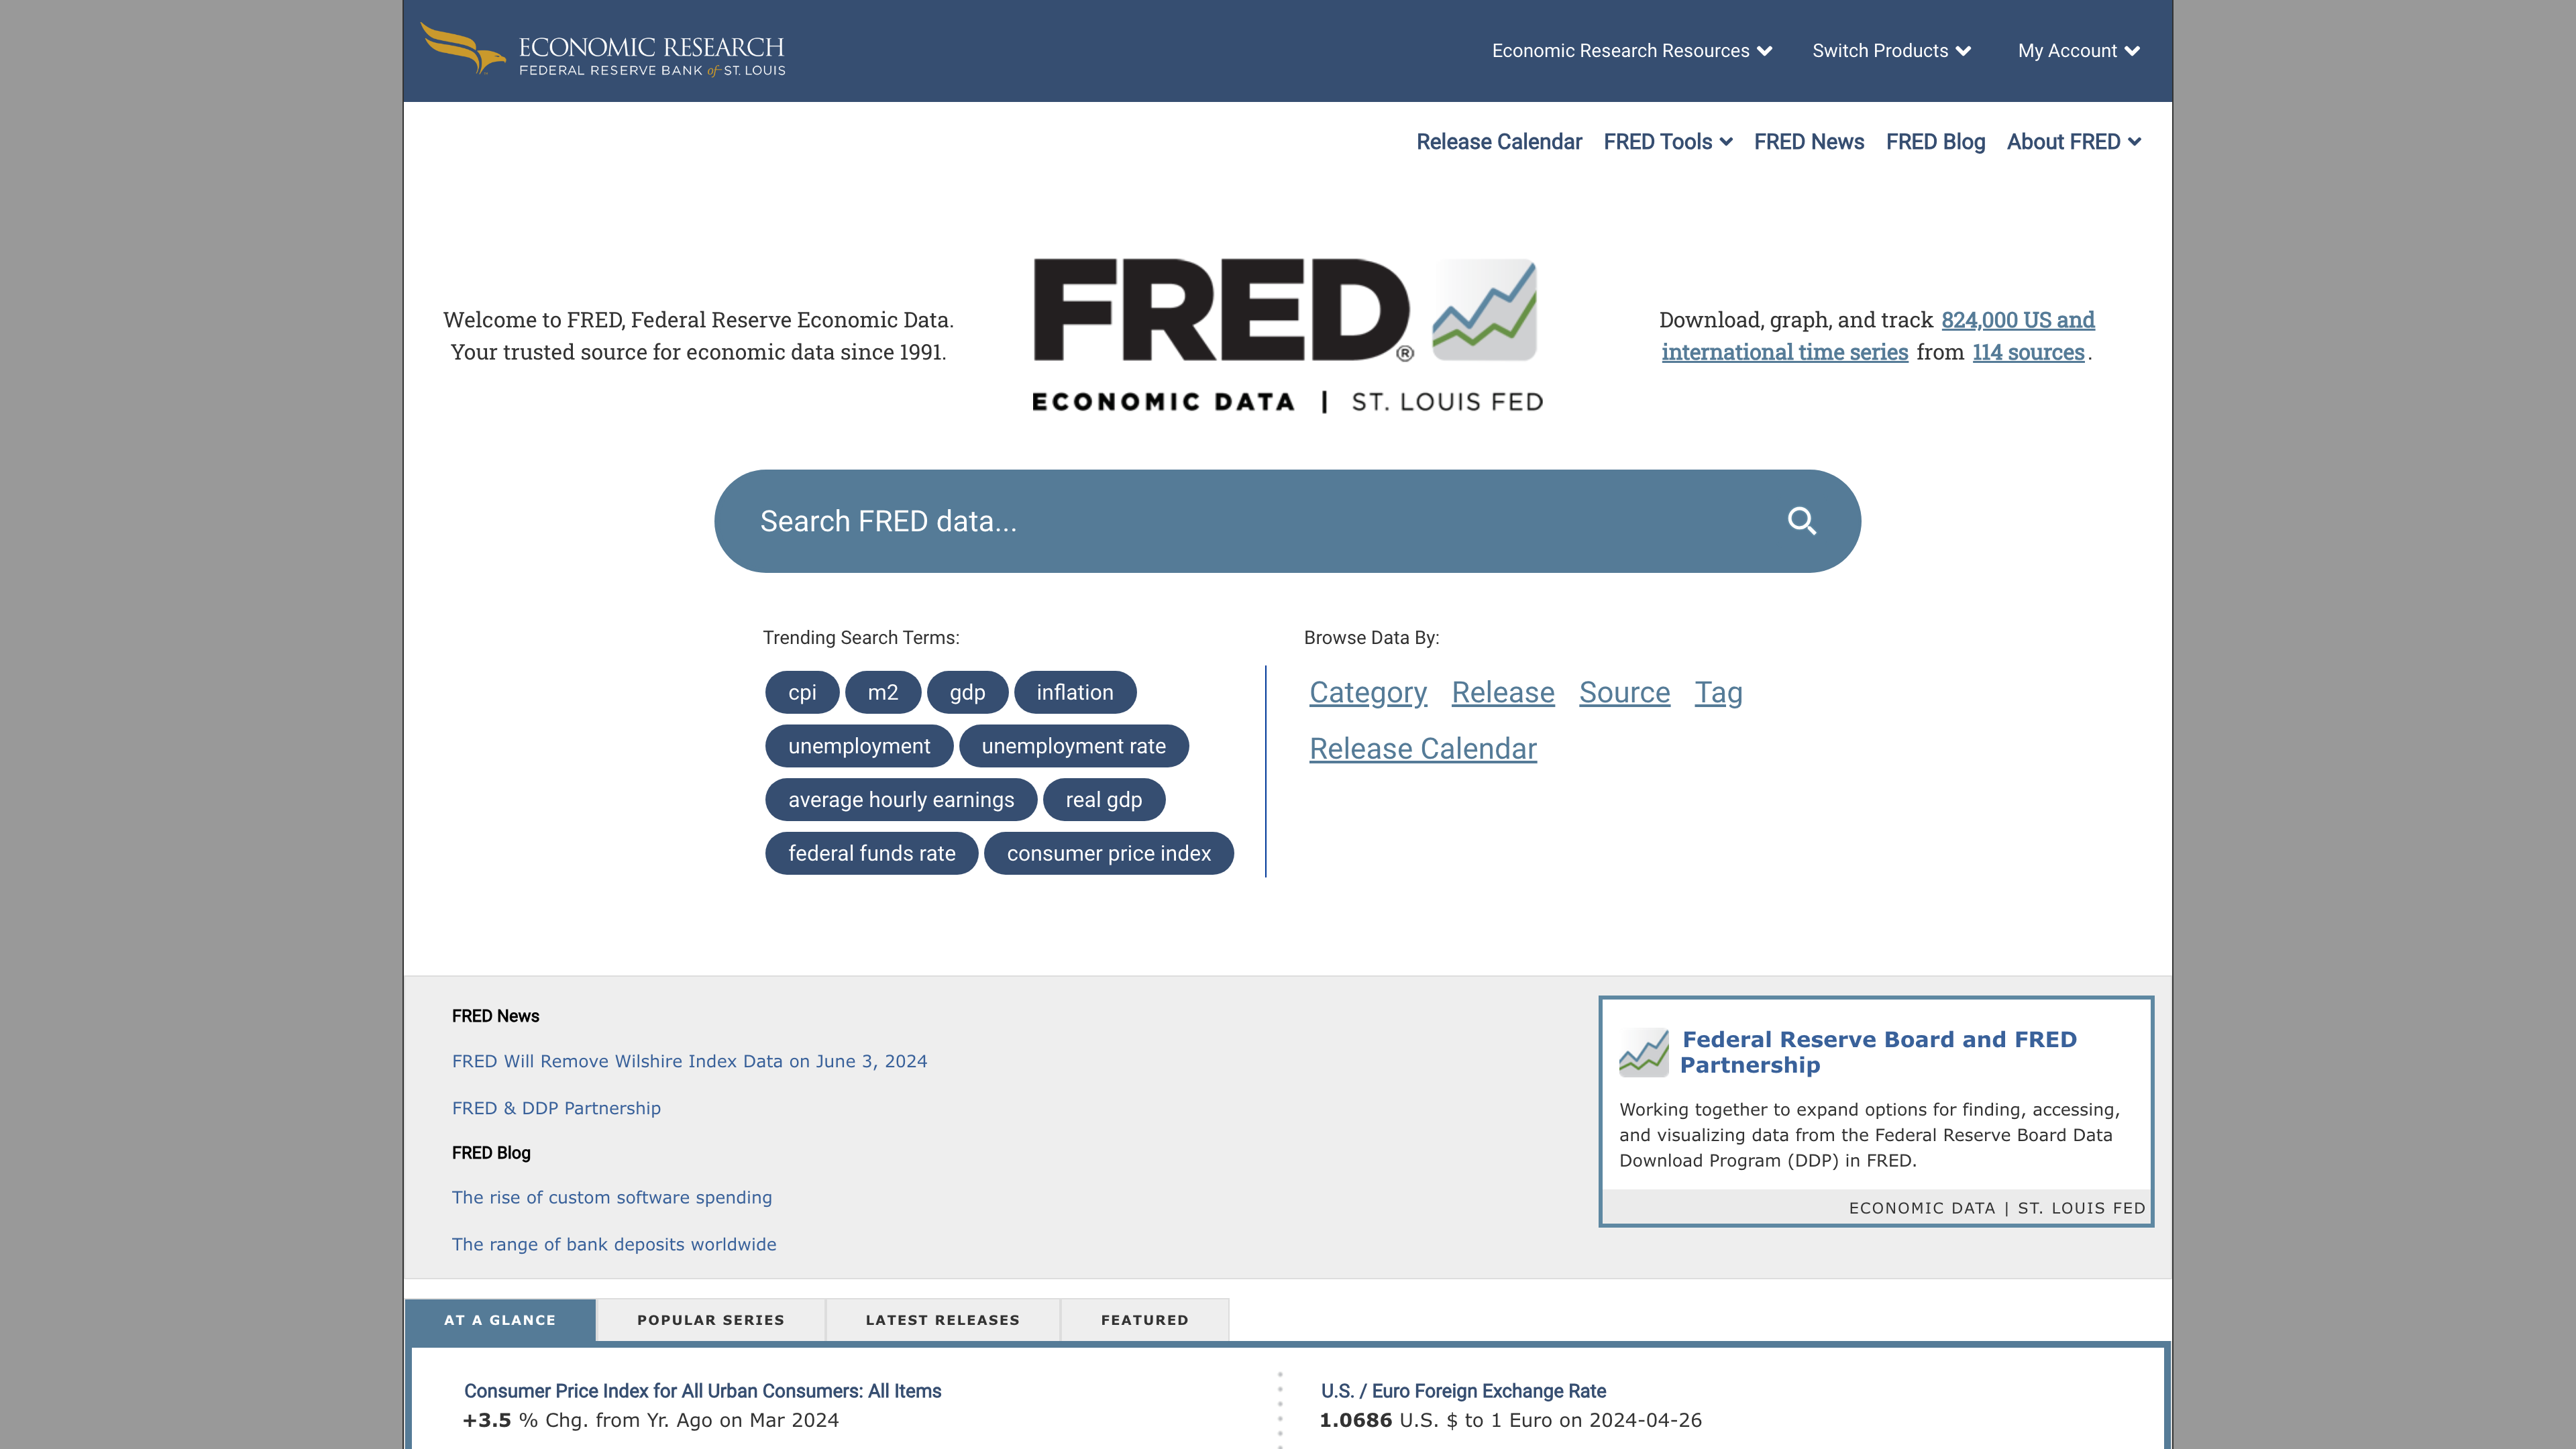 ECONOMIC RESEARCH
FEDERAL RESERVE BANK of ST. LOUIS
Economic Research Resources
Switch Products
My Account
Release Calendar
FRED Tools
FRED News
FRED Blog
About FRED
Welcome to FRED, Federal Reserve Economic Data.
Your trusted source for economic data since 1991.
FRED®
ECONOMIC DATA | ST. LOUIS FED
Download, graph, and track 824,000 US and
international time series from 114 sources.
Search FRED data...
Trending Search Terms:
cpi
m2
gdp
inflation
unemployment
unemployment rate
average hourly earnings
real gdp
federal funds rate
consumer price index
Browse Data By:
Category
Release
Source
Tag
Release Calendar
FRED News
FRED Will Remove Wilshire Index Data on June 3, 2024
FRED & DDP Partnership
FRED Blog
The rise of custom software spending
The range of bank deposits worldwide
Federal Reserve Board and FRED
Partnership
Working together to expand options for finding, accessing,
and visualizing data from the Federal Reserve Board Data
Download Program (DDP) in FRED.
ECONOMIC DATA | ST. LOUIS FED
AT A GLANCE
POPULAR SERIES
LATEST RELEASES
FEATURED
Consumer Price Index for All Urban Consumers: All Items
+3.5 % Chg. from Yr. Ago on Mar 2024
U.S. / Euro Foreign Exchange Rate
1.0686 U.S. $ to 1 Euro on 2024-04-26